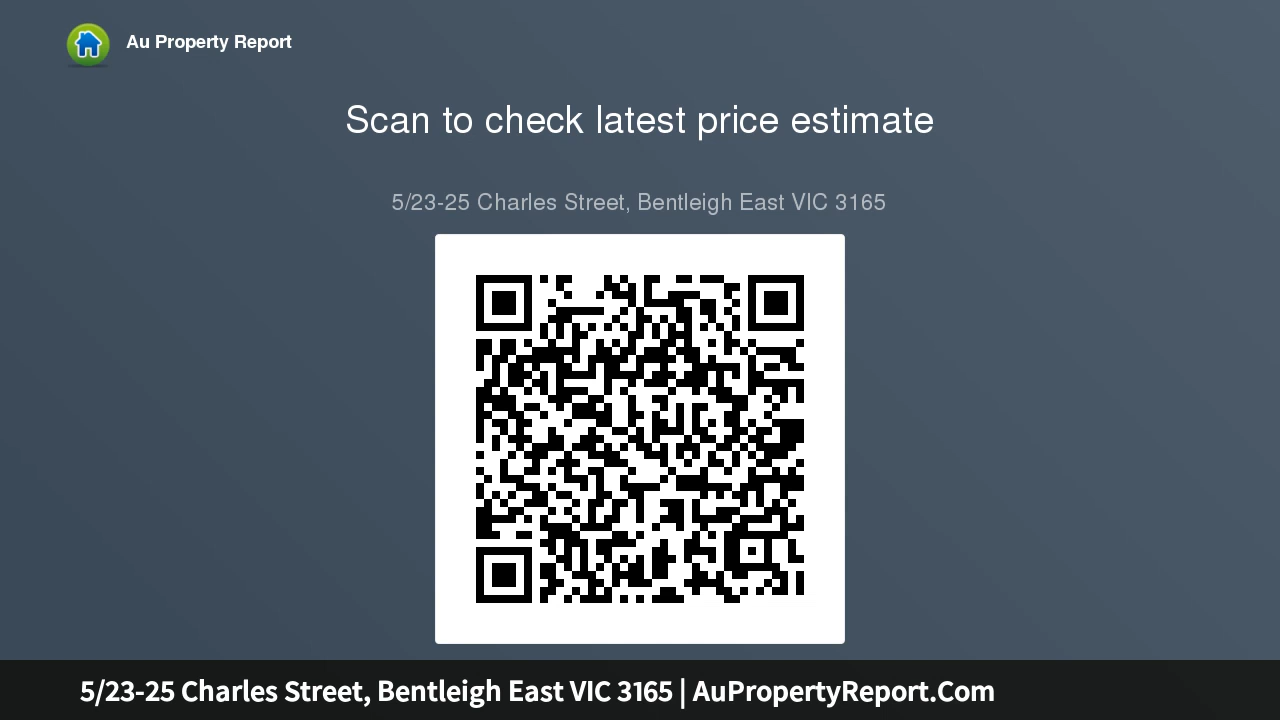 Au Property Report
Scan to check latest price estimate
5/23-25 Charles Street, Bentleigh East VIC 3165
5/23-25 Charles Street, Bentleigh East VIC 3165 | AuPropertyReport.Com